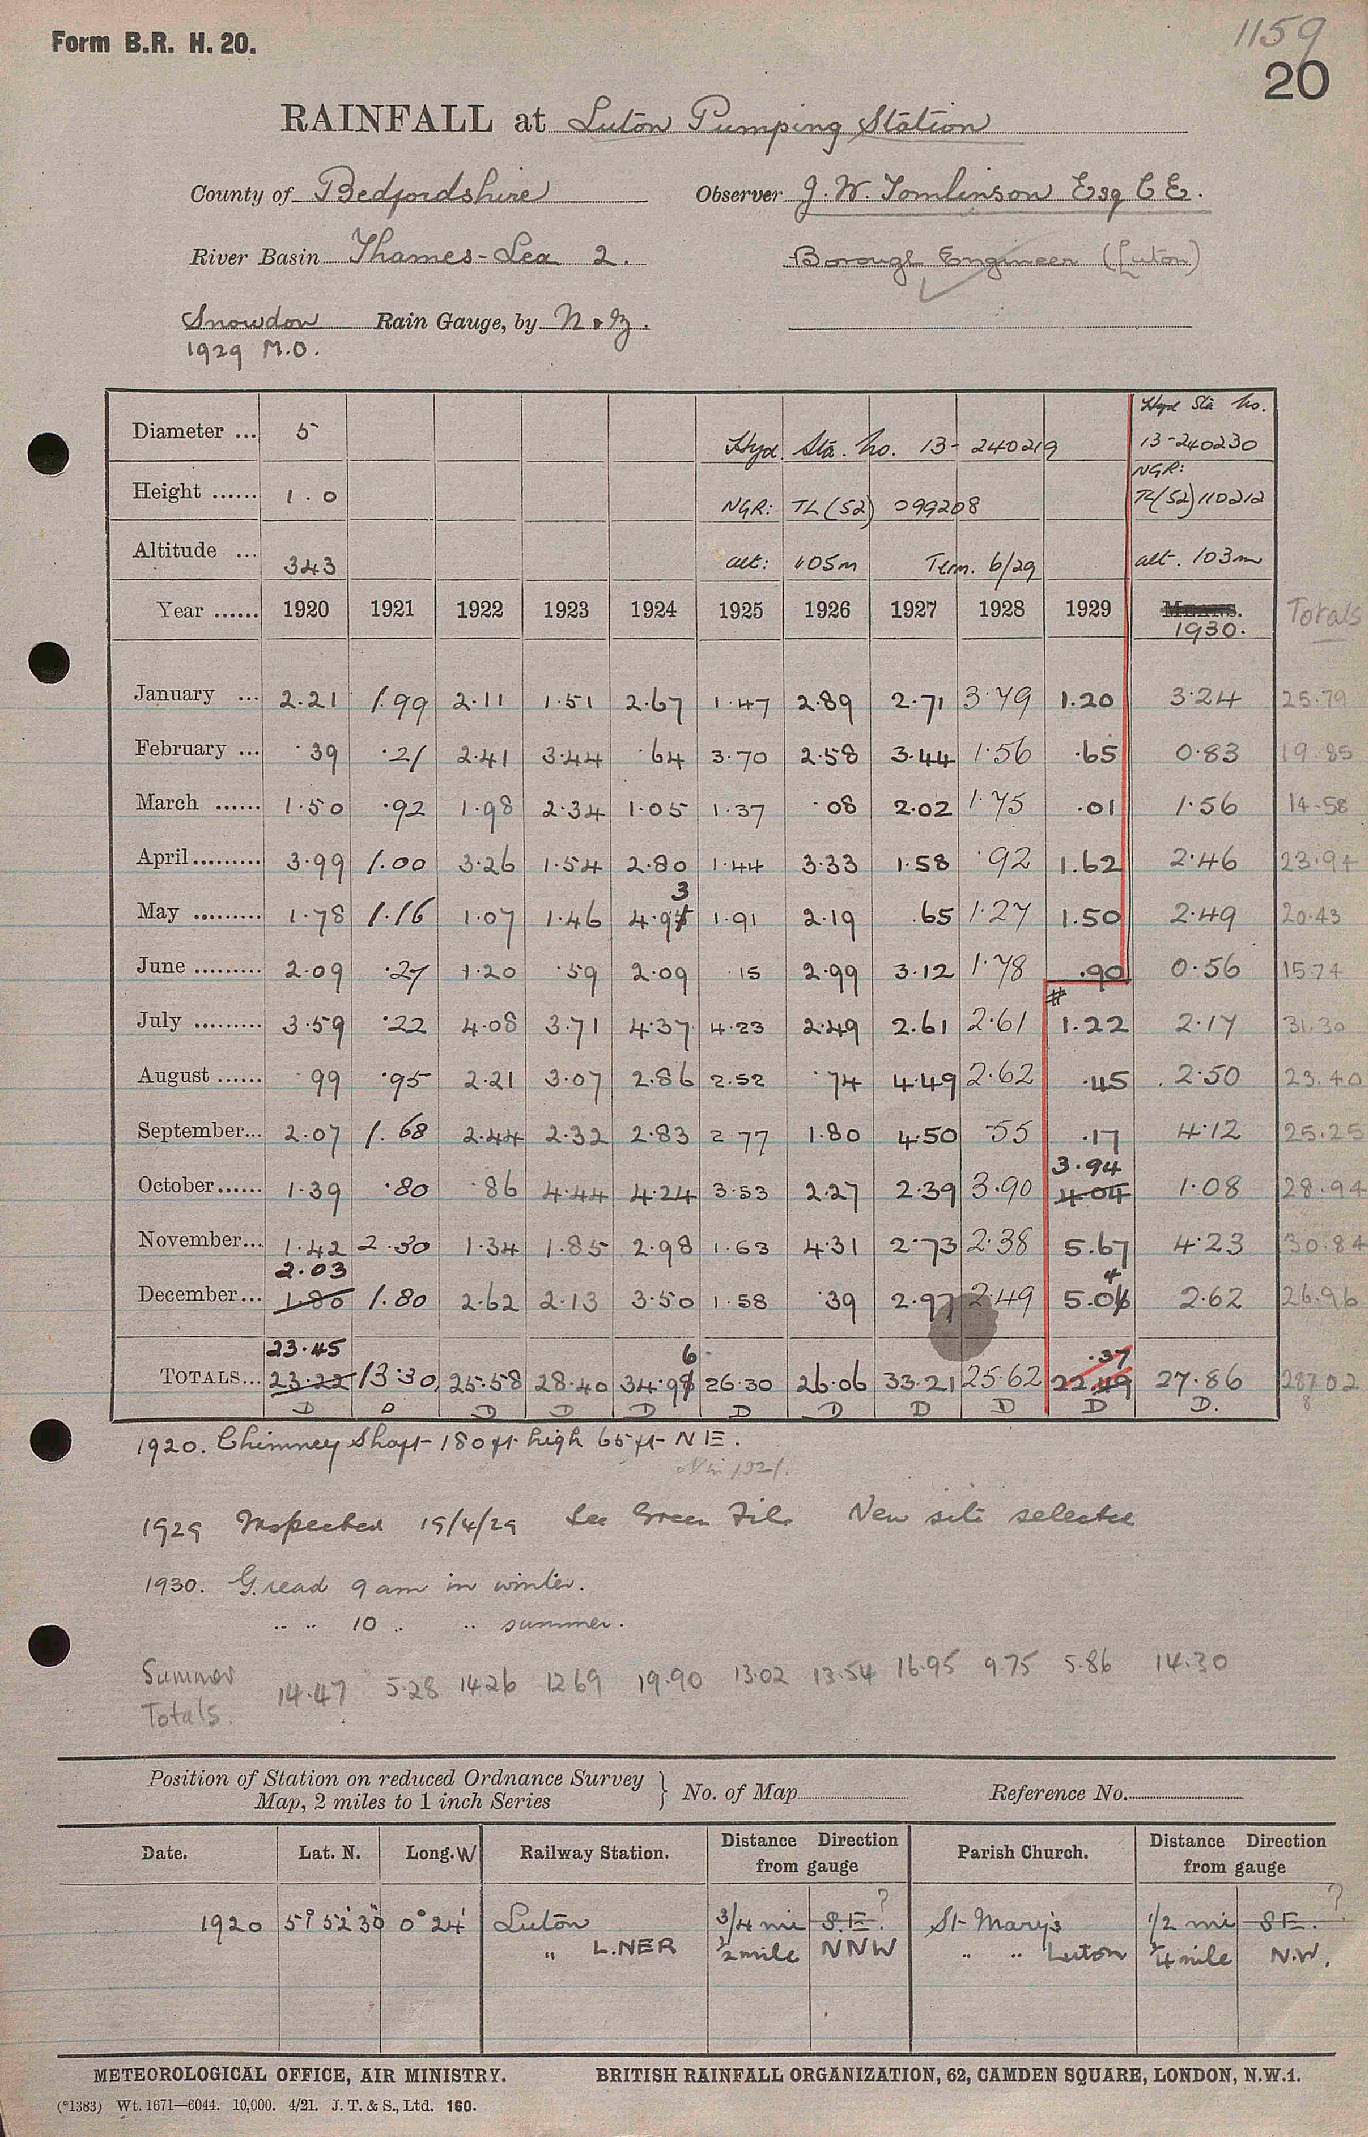 Form B.R. H. 20.
1159
20
RAINFALL at Luton Pumping Station
County of Bedfordshire Observer J. W. Tomlinson Esq C E.
River Basin Thames - Lea 2. Borough Engineer (Luton)
Snowdon Rain Gauge, by N & Z.
1929 M.O.
Hyd Sta No.
Diameter ... 5 Hyd. Sta. No. 13- 240219 13-240230
NGR:
Height ...... 1.0 NGR: TL (52) 099208 TL(52)110212
Altitude ... 343 alt: 105m Term. 6/29 alt. 103m
Year ...... 1920 1921 1922 1923 1924 1925 1926 1927 1928 1929 MEANS. Totals
1930.
January ... 2.21 1.99 2.11 1.51 2.67 1.47 2.89 2.71 3.79 1.20 3.24 25.79
February ... .39 .21 2.41 3.44 .64 3.70 2.58 3.44 1.56 .65 0.83 19.85
March ...... 1.50 .92 1.98 2.34 1.05 1.37 .08 2.02 1.75 .01 1.56 14.58
April ......... 3.99 1.00 3.26 1.54 2.80 1.44 3.33 1.58 .92 1.62 2.46 23.94
3
May ......... 1.78 1.16 1.07 1.46 4.9 1.91 2.19 .65 1.27 1.50 2.49 20.43
June ......... 2.09 .27 1.20 .59 2.09 .15 2.99 3.12 1.78 .90 0.56 15.74
#
July ......... 3.59 .22 4.08 3.71 4.37 4.23 2.49 2.61 2.61 1.22 2.17 31.30
August ...... .99 .95 2.21 3.07 2.86 2.52 .74 4.49 2.62 .45 2.50 23.40
September... 2.07 1.68 2.44 2.32 2.83 2.77 1.80 4.50 .55 .17 4.12 25.25
3.94
October...... 1.39 .80 .86 4.44 4.24 3.53 2.27 2.39 3.90 4.04 1.08 28.94
November... 1.42 2.30 1.34 1.85 2.98 1.63 4.31 2.73 2.38 5.67 4.23 30.84
2.03 4
December... 1.80 1.80 2.62 2.13 3.50 1.58 .39 2.97 2.49 5.06 2.62 26.96
23.45 6 .37
TOTALS... 23.22 13.30 25.58 28.40 34.98 26.30 26.06 33.21 25.62 22.49 27.86 287.02
8
D D D D D D D D D D D.
1920. Chimney Shaft 180 ft high 65 ft N E.
1929 Inspected 19/4/29 See Green File New site selected
1930. G. read 9 am in winter.
" " 10 " " summer.
Summer
Totals. 14.47 5.28 14.26 12.69 19.90 13.02 13.54 16.95 9.75 5.86 14.30
Position of Station on reduced Ordnance Survey
Map, 2 miles to 1 inch Series } No. of Map Reference No.
Date. Lat. N. Long. W Railway Station. Distance Direction from gauge Parish Church. Distance Direction from gauge
1920 51° 52' 30" 0° 24' Luton 3/4 mi S.E. ? St Mary's 1/2 mi S.E. ?
" L.NER 1/2 mile NNW " " Luton 1/4 mile N.W.
METEOROLOGICAL OFFICE, AIR MINISTRY. BRITISH RAINFALL ORGANIZATION, 62, CAMDEN SQUARE, LONDON, N.W.1.
(*1383) Wt. 1671—6044. 10,000. 4/21. J. T. & S., Ltd. 160.